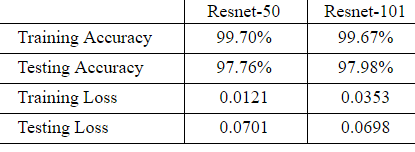 Resnet-50 Resnet-101
Training Accuracy 99.70% 99.67%
Testing Accuracy 97.76% 97.98%
Training Loss 0.0121 0.0353
Testing Loss 0.0701 0.0698